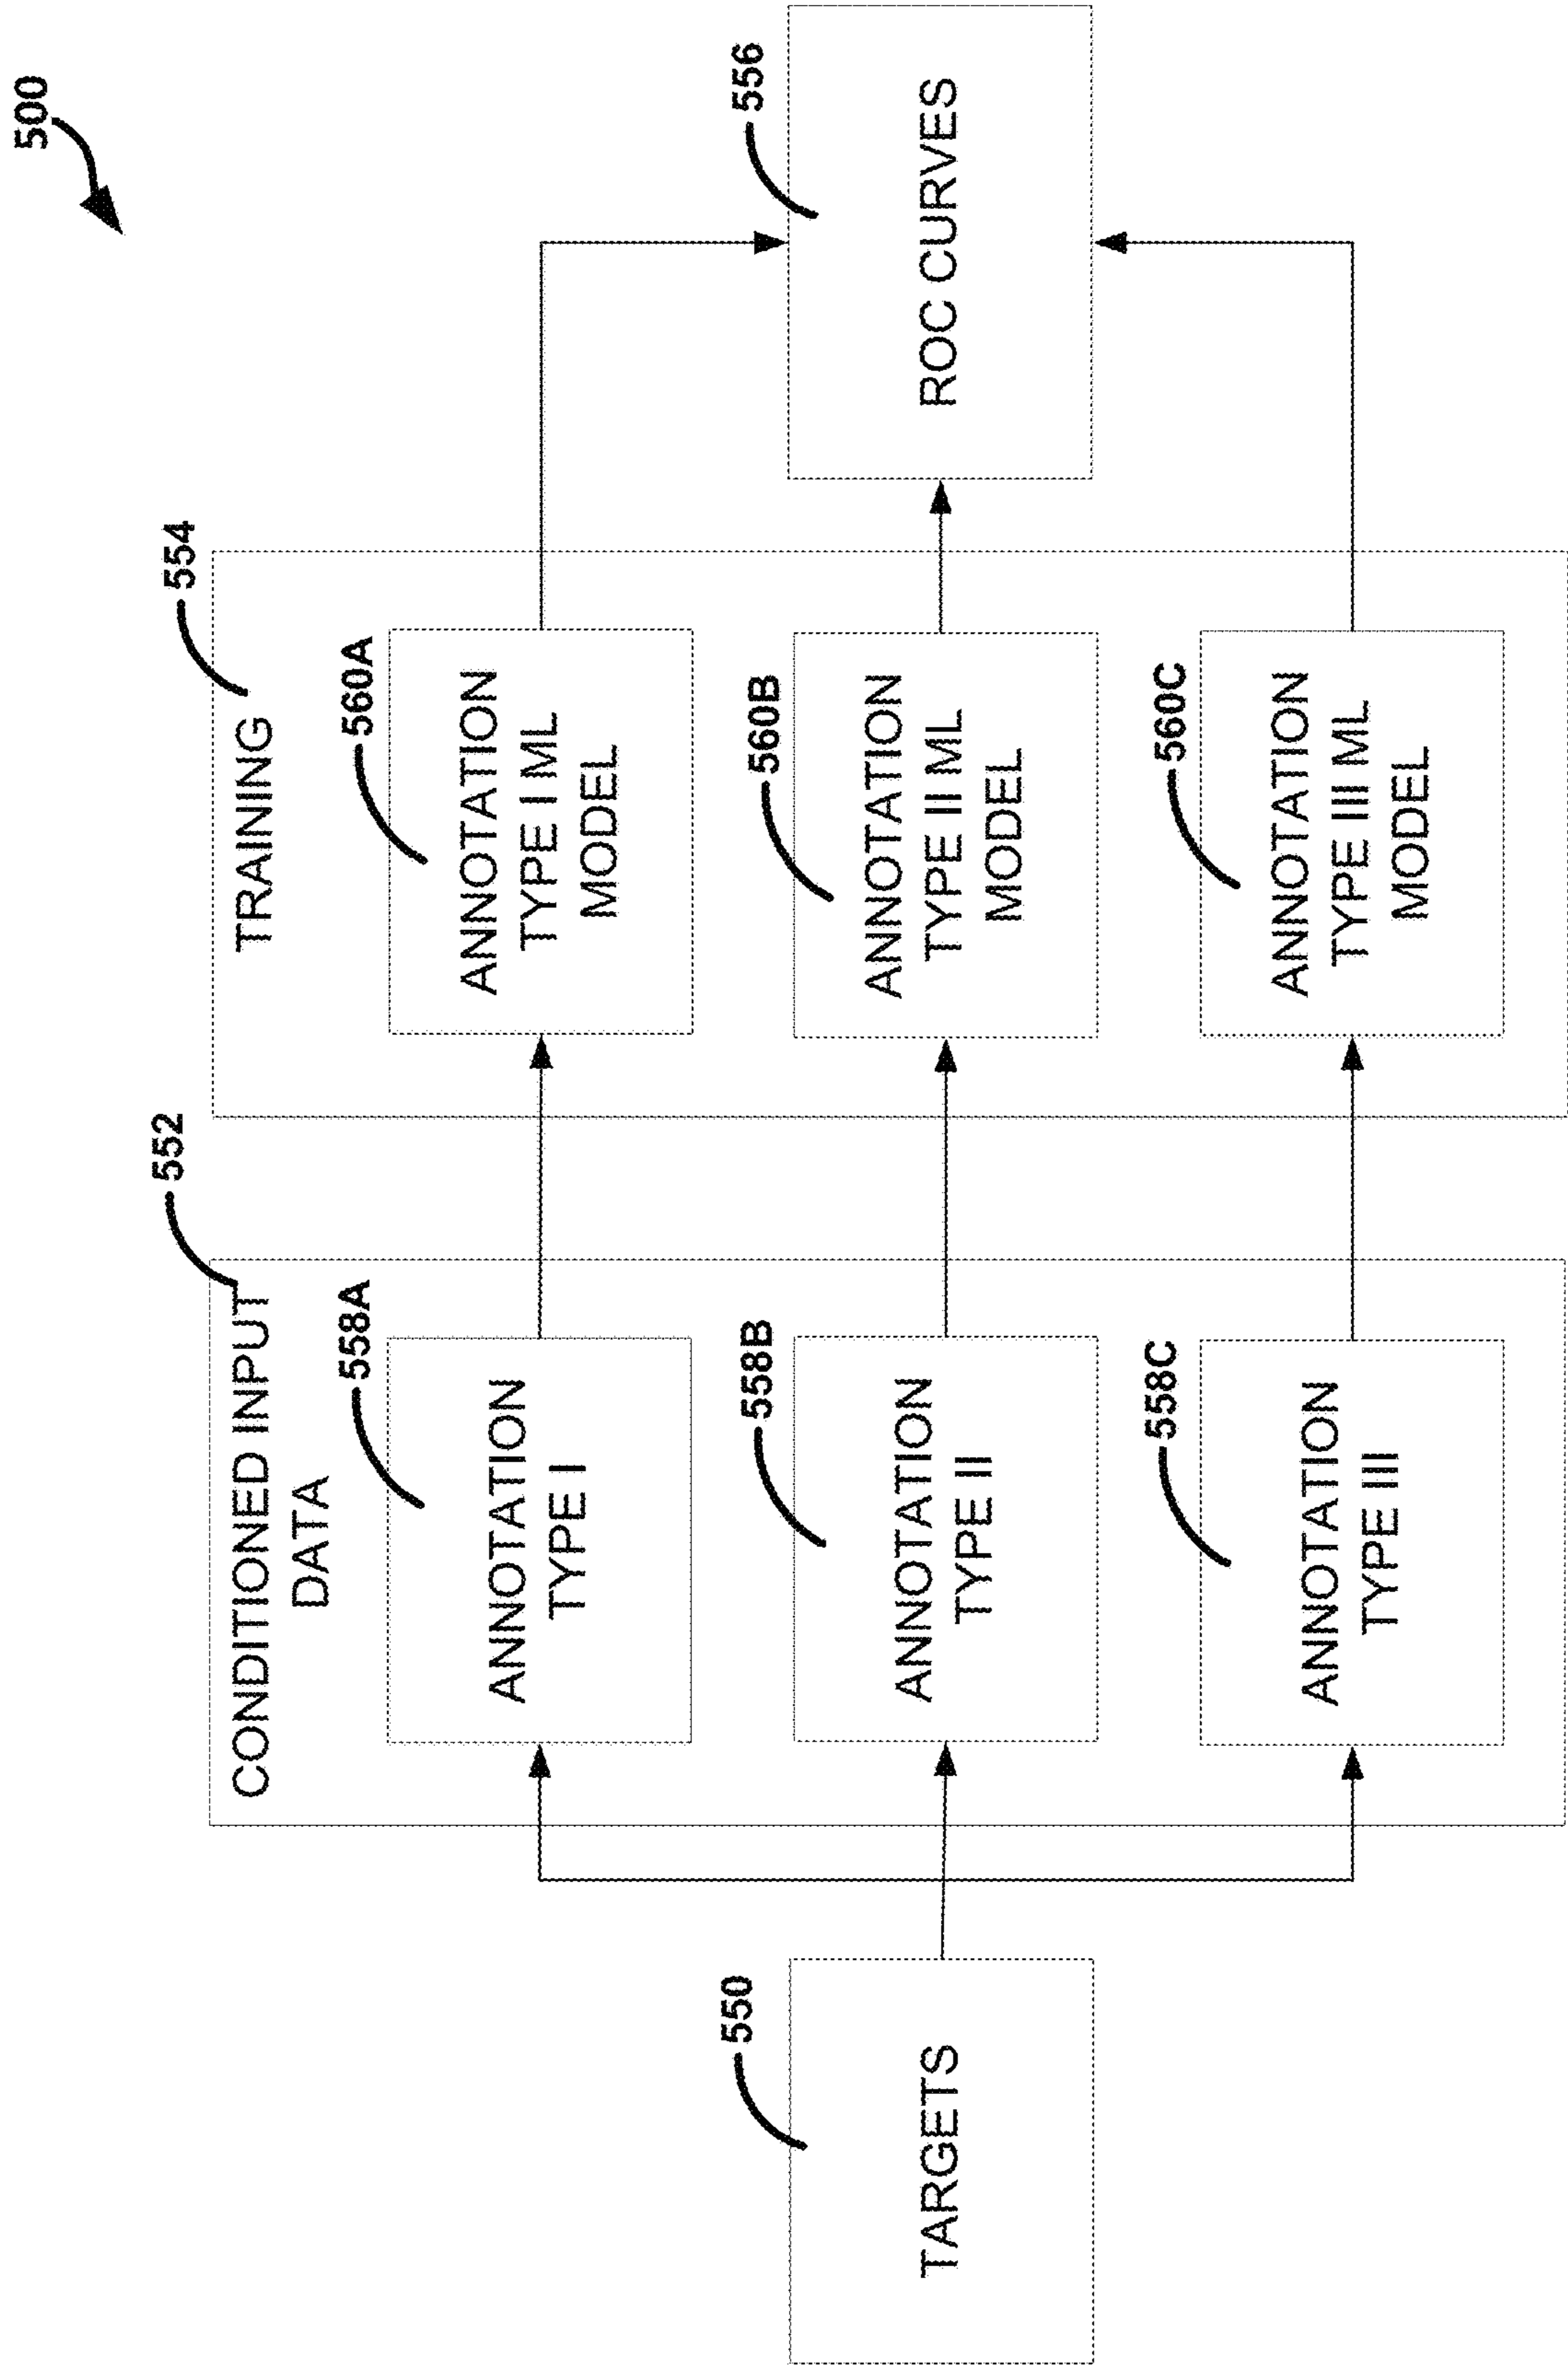 500
552
CONDITIONED INPUT
DATA
558A
ANNOTATION
TYPE I
558B
ANNOTATION
TYPE II
558C
ANNOTATION
TYPE III
550
TARGETS
554
TRAINING
560A
ANNOTATION
TYPE I ML
MODEL
560B
ANNOTATION
TYPE II ML
MODEL
560C
ANNOTATION
TYPE III ML
MODEL
556
ROC CURVES